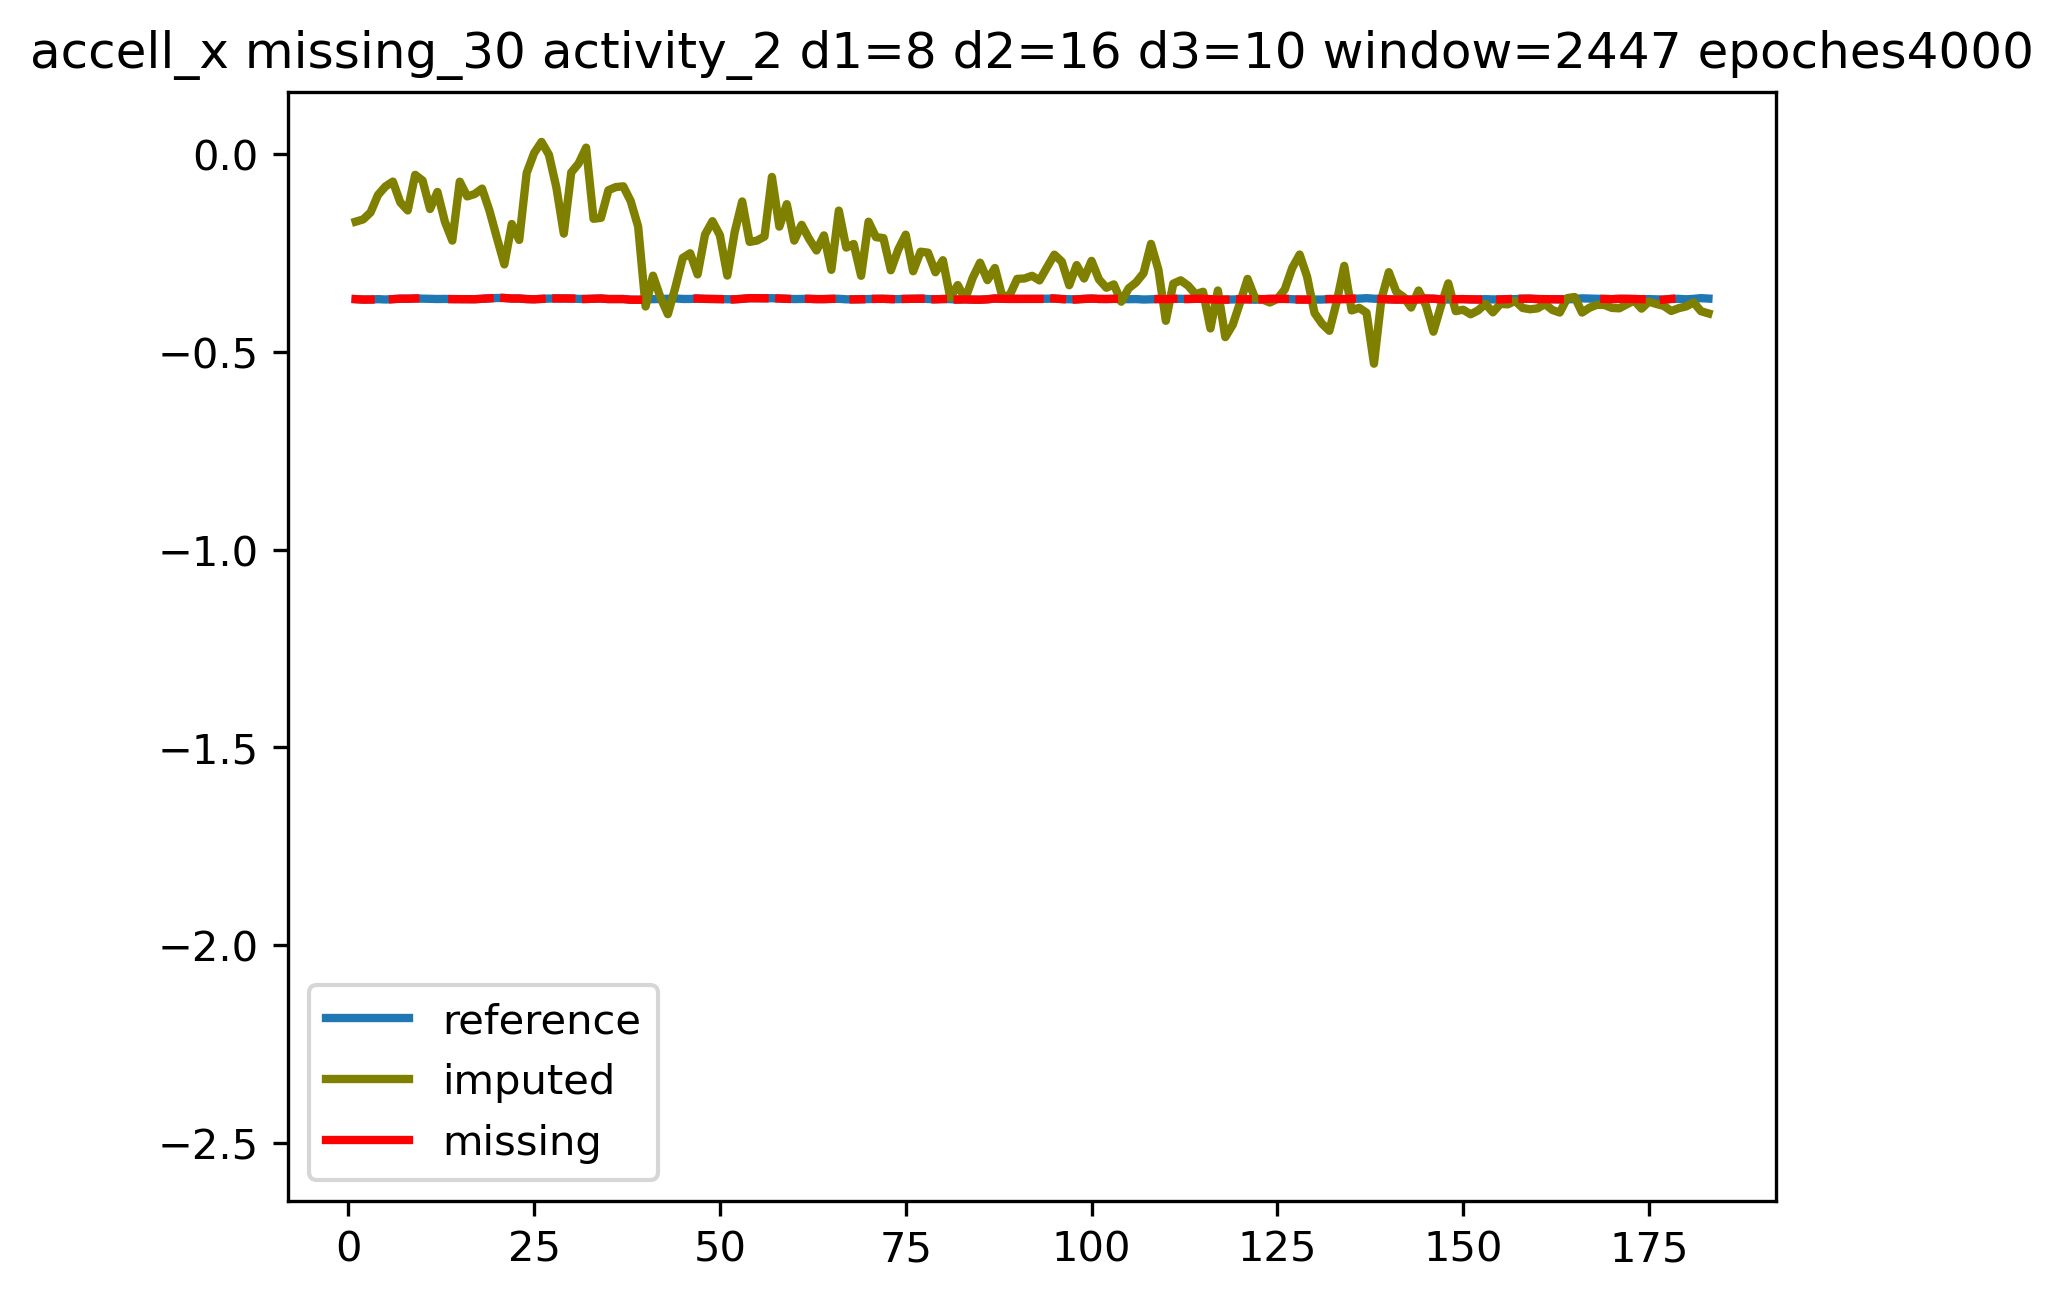 accell_x missing_30 activity_2 d1=8 d2=16 d3=10 window=2447 epoches4000
0.0
−0.5
−1.0
−1.5
−2.0
−2.5
reference
imputed
missing
0 25 50 75 100 125 150 175